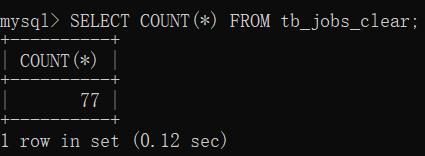 mysql> SELECT COUNT(*) FROM tb_jobs_clear;
+----------+
| COUNT(*) |
+----------+
|       77 |
+----------+
1 row in set (0.12 sec)